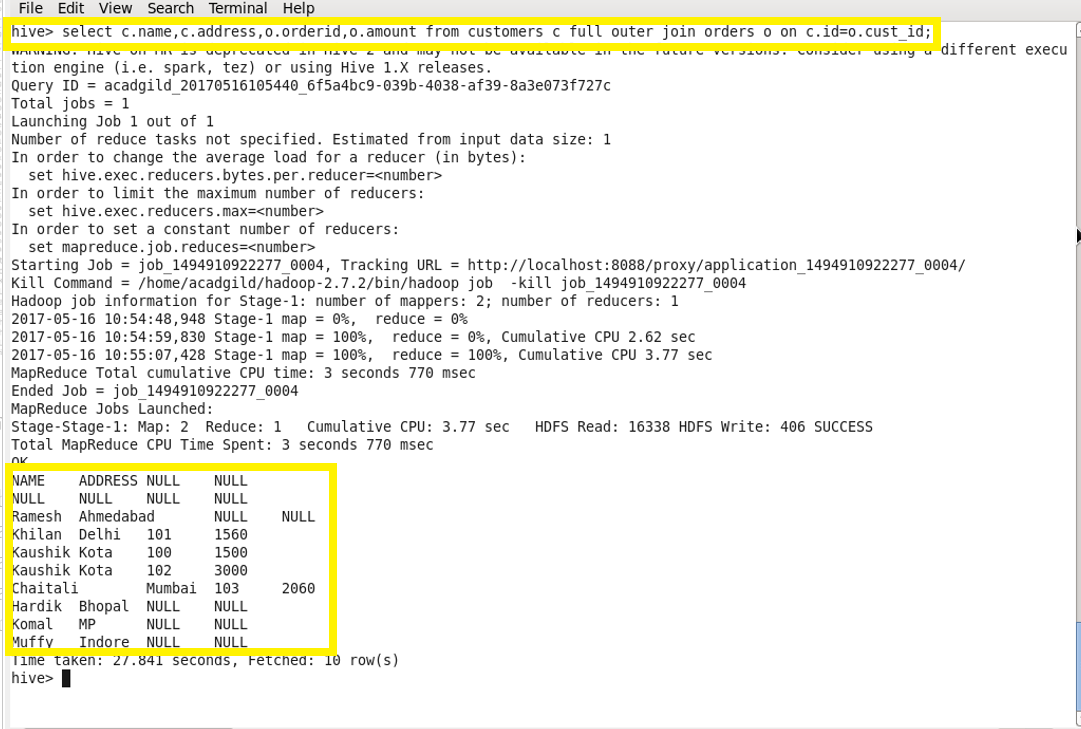 File Edit View Search Terminal Help
hive> select c.name,c.address,o.orderid,o.amount from customers c full outer join orders o on c.id=o.cust_id;
WARNING: Hive-on-MR is deprecated in Hive 2 and may not be available in the future versions. Consider using a different execu
tion engine (i.e. spark, tez) or using Hive 1.X releases.
Query ID = acadgild_20170516105440_6f5a4bc9-039b-4038-af39-8a3e073f727c
Total jobs = 1
Launching Job 1 out of 1
Number of reduce tasks not specified. Estimated from input data size: 1
In order to change the average load for a reducer (in bytes):
  set hive.exec.reducers.bytes.per.reducer=<number>
In order to limit the maximum number of reducers:
  set hive.exec.reducers.max=<number>
In order to set a constant number of reducers:
  set mapreduce.job.reduces=<number>
Starting Job = job_1494910922277_0004, Tracking URL = http://localhost:8088/proxy/application_1494910922277_0004/
Kill Command = /home/acadgild/hadoop-2.7.2/bin/hadoop job  -kill job_1494910922277_0004
Hadoop job information for Stage-1: number of mappers: 2; number of reducers: 1
2017-05-16 10:54:48,948 Stage-1 map = 0%,  reduce = 0%
2017-05-16 10:54:59,830 Stage-1 map = 100%,  reduce = 0%, Cumulative CPU 2.62 sec
2017-05-16 10:55:07,428 Stage-1 map = 100%,  reduce = 100%, Cumulative CPU 3.77 sec
MapReduce Total cumulative CPU time: 3 seconds 770 msec
Ended Job = job_1494910922277_0004
MapReduce Jobs Launched:
Stage-Stage-1: Map: 2  Reduce: 1   Cumulative CPU: 3.77 sec   HDFS Read: 16338 HDFS Write: 406 SUCCESS
Total MapReduce CPU Time Spent: 3 seconds 770 msec
OK
NAME    ADDRESS NULL    NULL
NULL    NULL    NULL    NULL
Ramesh  Ahmedabad       NULL    NULL
Khilan  Delhi   101     1560
Kaushik Kota    100     1500
Kaushik Kota    102     3000
Chaitali        Mumbai  103     2060
Hardik  Bhopal  NULL    NULL
Komal   MP      NULL    NULL
Muffy   Indore  NULL    NULL
Time taken: 27.841 seconds, Fetched: 10 row(s)
hive>